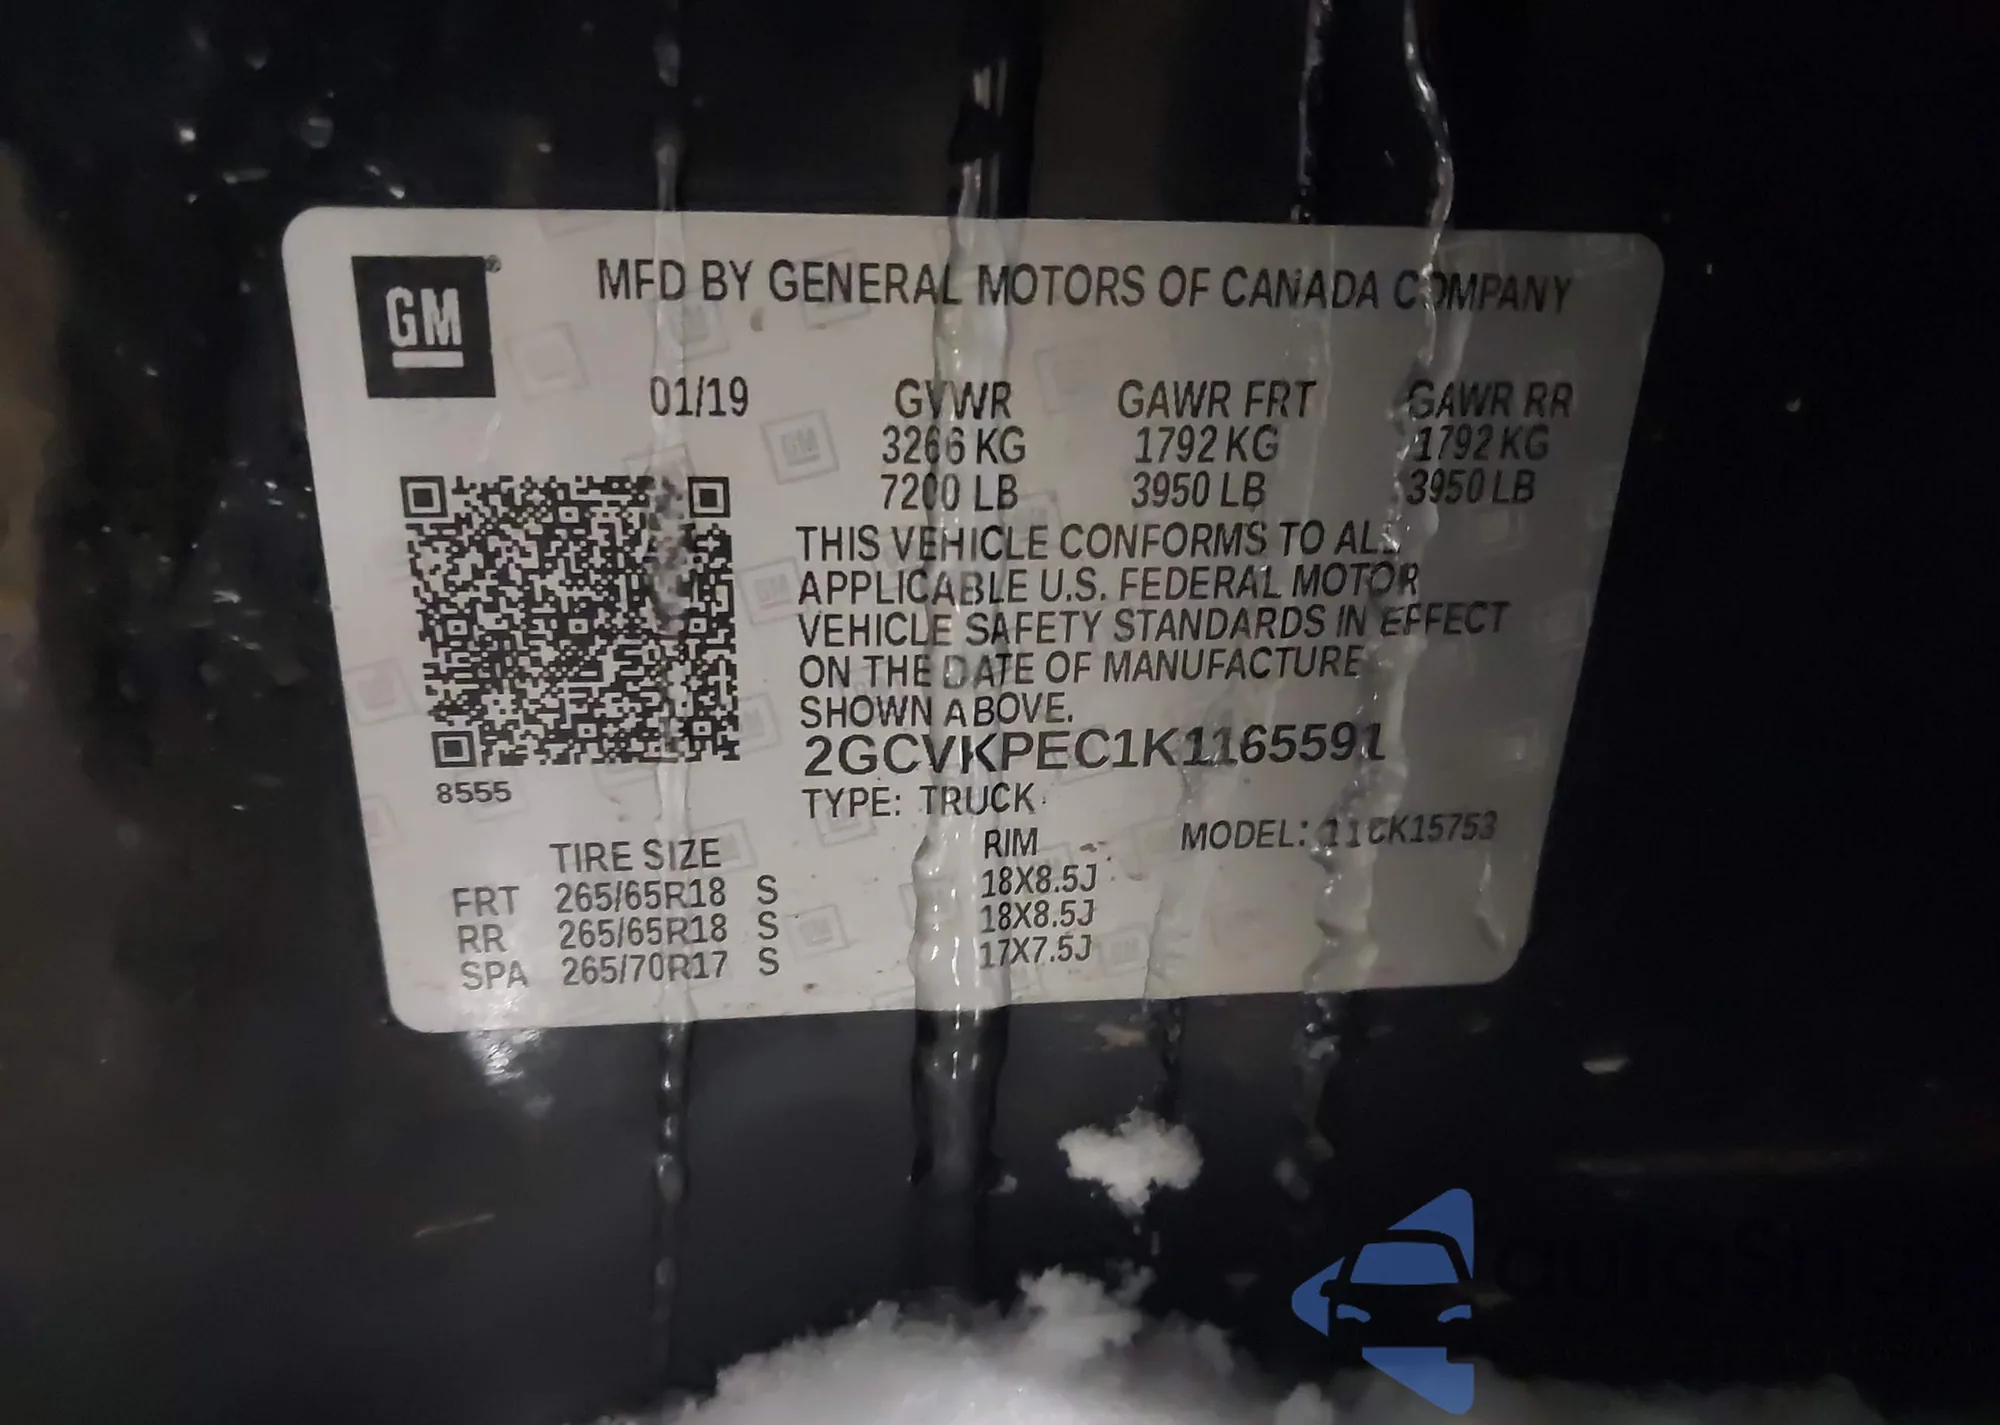 GM ®
MFD BY GENERAL MOTORS OF CANADA COMPANY
01/19 GVWR GAWR FRT GAWR RR
3266 KG 1792 KG 1792 KG
7200 LB 3950 LB 3950 LB
THIS VEHICLE CONFORMS TO ALL
APPLICABLE U.S. FEDERAL MOTOR
VEHICLE SAFETY STANDARDS IN EFFECT
ON THE DATE OF MANUFACTURE
SHOWN ABOVE.
2GCVKPEC1K1165591
8555
TYPE: TRUCK
TIRE SIZE RIM MODEL: 11CK15753
FRT 265/65R18 S 18X8.5J
RR 265/65R18 S 18X8.5J
SPA 265/70R17 S 17X7.5J